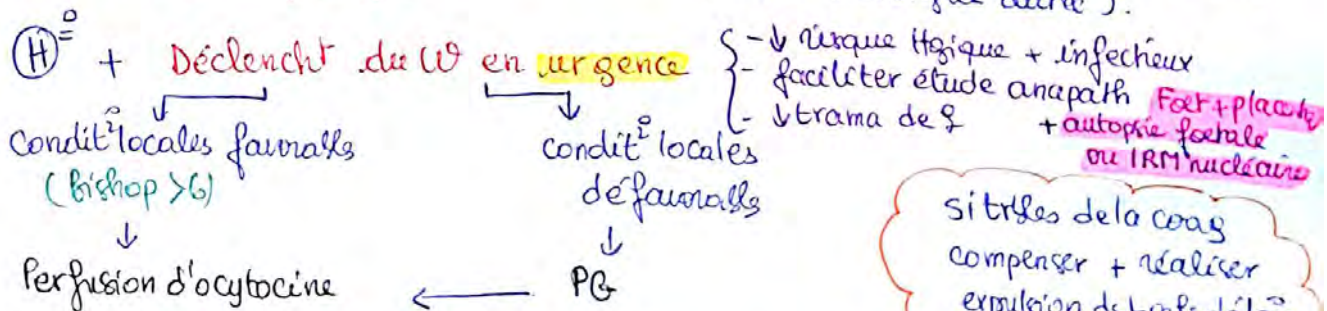 H° + Déclencht du W en urgence
- ↓ risque Hgique + infectieux
- faciliter étude anapath Foet + placenta
- ↓ trauma de ♀ + autopsie foetale
ou IRM nucléaire
condit° locales favorables
(Bishop >6)
↓
Perfusion d'ocytocine
condit° locales
défavorables
↓
← PG
si trbles de la coag
compenser + réaliser